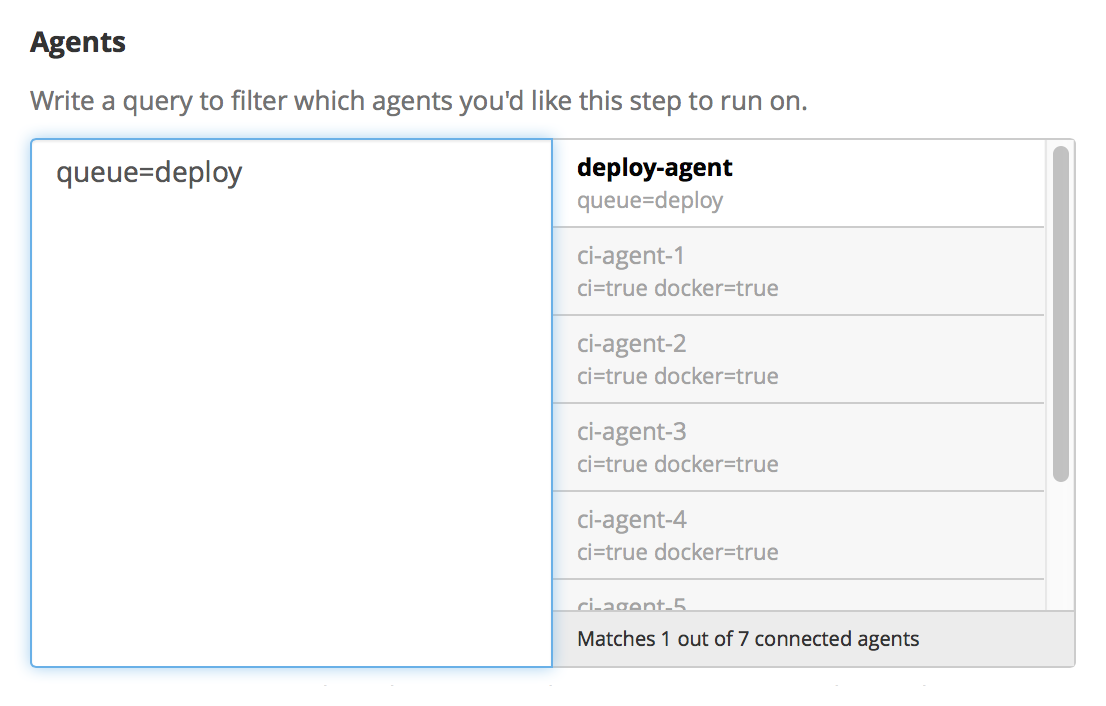 Agents
Write a query to filter which agents you'd like this step to run on.
queue=deploy
deploy-agent
queue=deploy
ci-agent-1
ci=true docker=true
ci-agent-2
ci=true docker=true
ci-agent-3
ci=true docker=true
ci-agent-4
ci=true docker=true
ci-agent-5
Matches 1 out of 7 connected agents